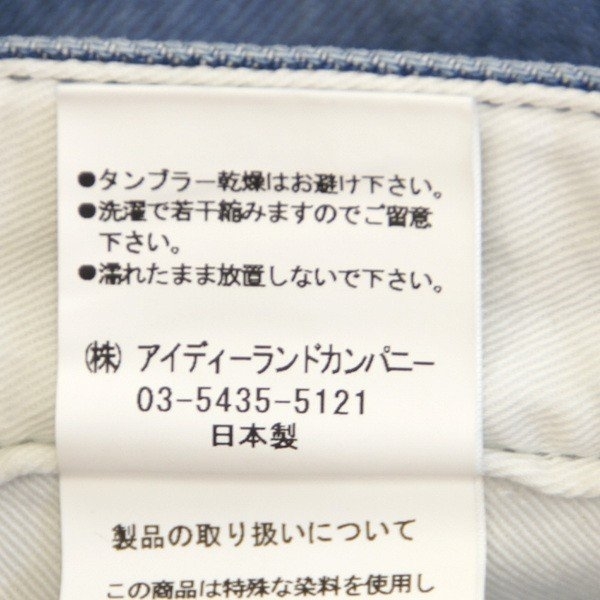 ●タンブラー乾燥はお避け下さい。
●洗濯で若干縮みますのでご留意
下さい。
●濡れたまま放置しないで下さい。
(株) アイディーランドカンパニー
03-5435-5121
日本製
製品の取り扱いについて
この商品は特殊な染料を使用し